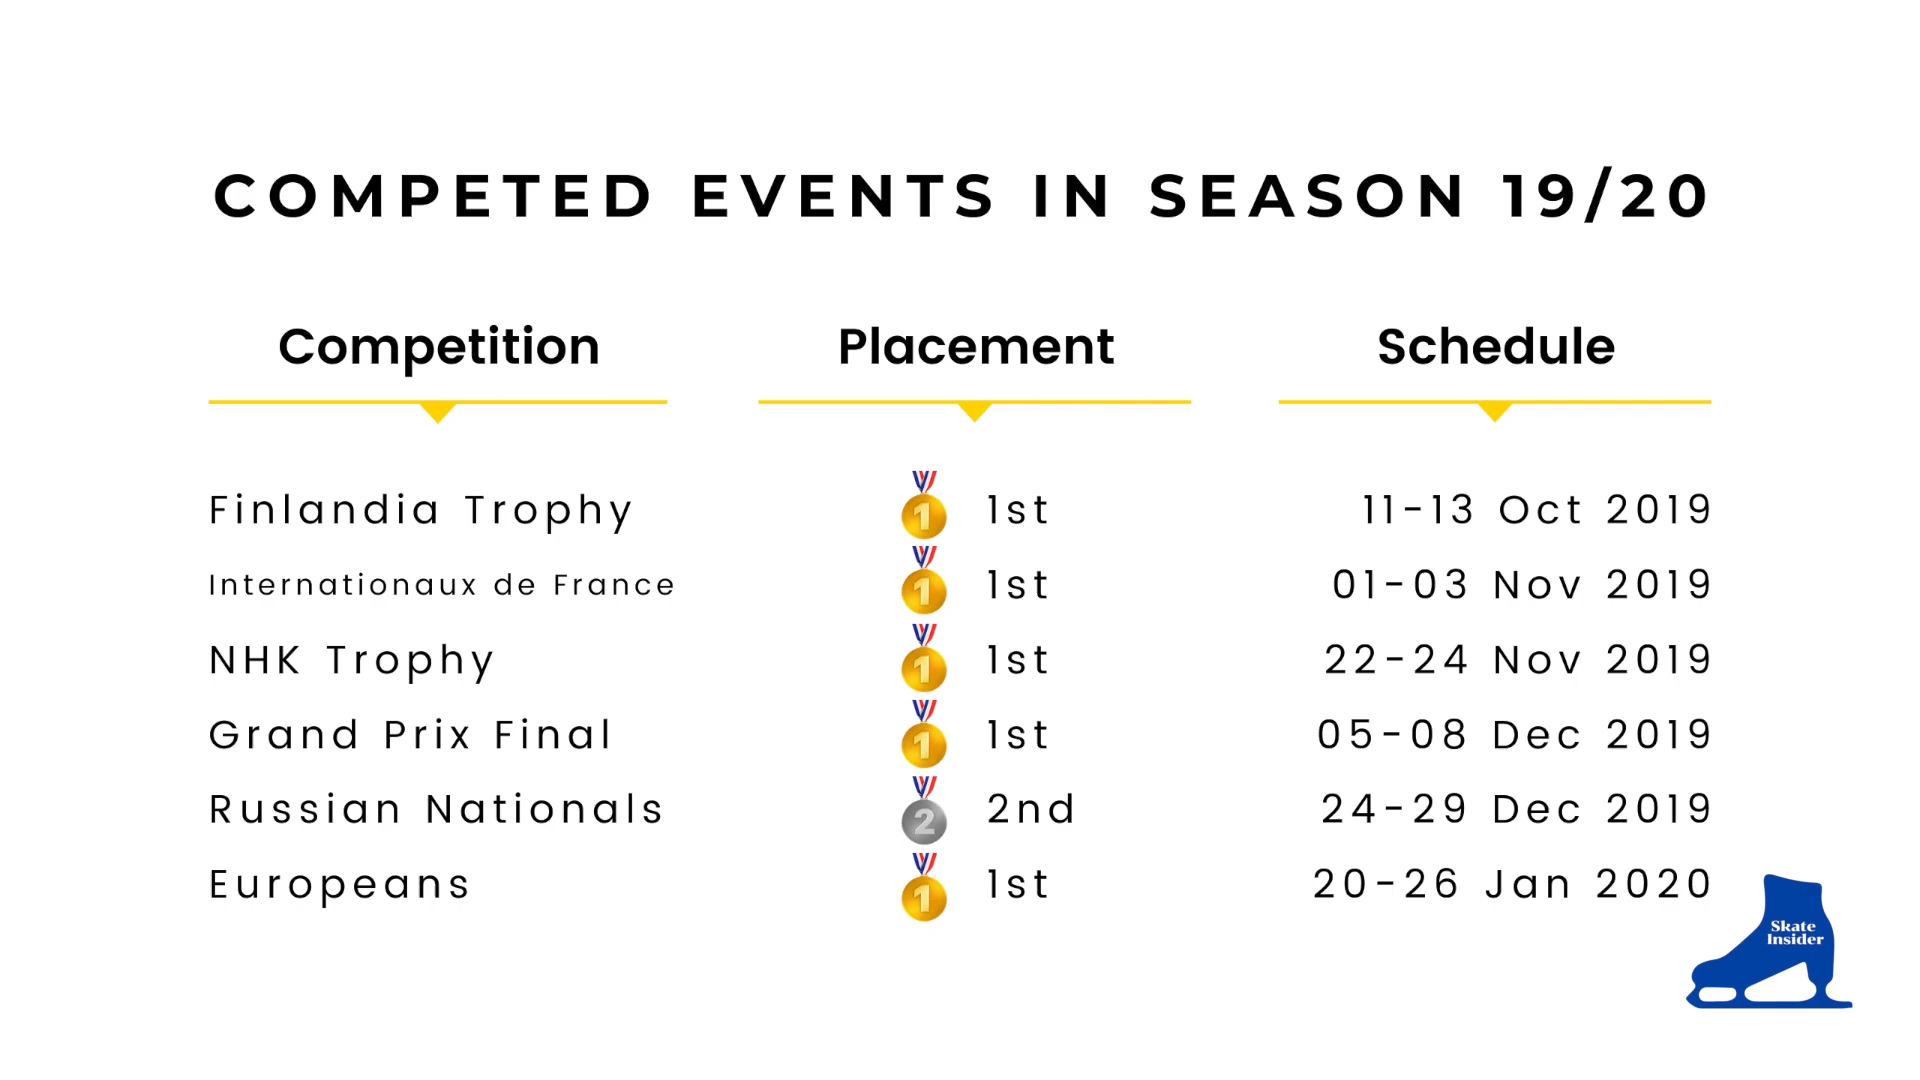 COMPETED EVENTS IN SEASON 19/20
Competition Placement Schedule
Finlandia Trophy 1 1st 11-13 Oct 2019
Internationaux de France 1 1st 01-03 Nov 2019
NHK Trophy 1 1st 22-24 Nov 2019
Grand Prix Final 1 1st 05-08 Dec 2019
Russian Nationals 2 2nd 24-29 Dec 2019
Europeans 1 1st 20-26 Jan 2020
Skate
Insider